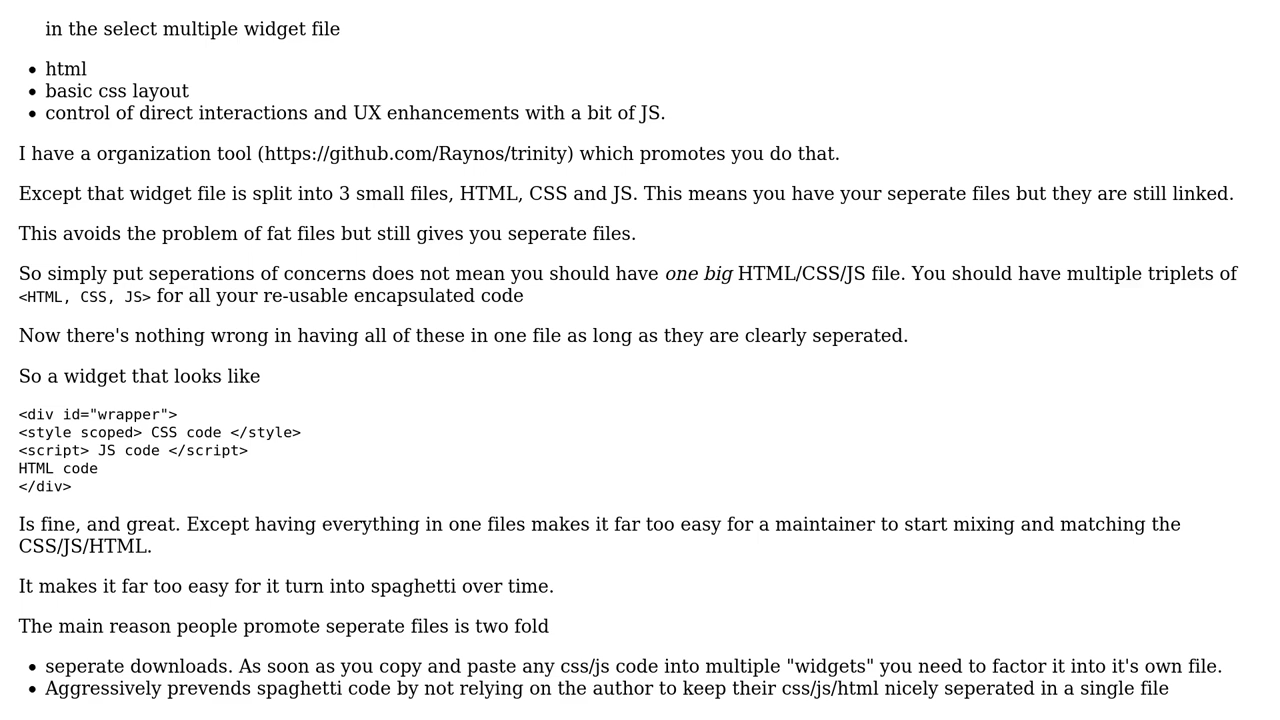 in the select multiple widget file
• html
• basic css layout
• control of direct interactions and UX enhancements with a bit of JS.
I have a organization tool (https://github.com/Raynos/trinity) which promotes you do that.
Except that widget file is split into 3 small files, HTML, CSS and JS. This means you have your seperate files but they are still linked.
This avoids the problem of fat files but still gives you seperate files.
So simply put seperations of concerns does not mean you should have one big HTML/CSS/JS file. You should have multiple triplets of
<HTML, CSS, JS> for all your re-usable encapsulated code
Now there's nothing wrong in having all of these in one file as long as they are clearly seperated.
So a widget that looks like
<div id="wrapper">
<style scoped> CSS code </style>
<script> JS code </script>
HTML code
</div>
Is fine, and great. Except having everything in one files makes it far too easy for a maintainer to start mixing and matching the
CSS/JS/HTML.
It makes it far too easy for it turn into spaghetti over time.
The main reason people promote seperate files is two fold
• seperate downloads. As soon as you copy and paste any css/js code into multiple "widgets" you need to factor it into it's own file.
• Aggressively prevends spaghetti code by not relying on the author to keep their css/js/html nicely seperated in a single file